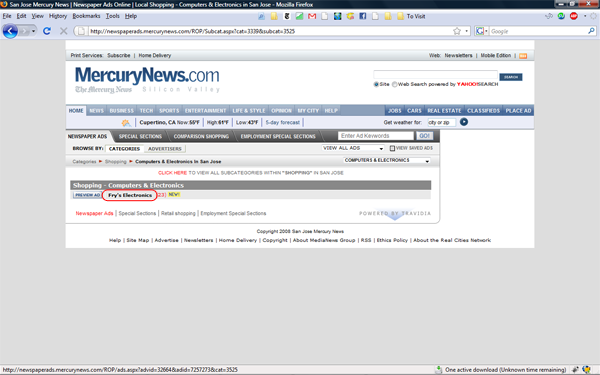 San Jose Mercury News | Newspaper Ads Online | Local Shopping - Computers & Electronics in San Jose - Mozilla Firefox
File Edit View History Bookmarks Tools Help To Visit
http://newspaperads.mercurynews.com/ROP/Subcat.aspx?cat=3339&subcat=3525 Google
Print Services: Subscribe | Home Delivery Web: Newsletters | Mobile Edition |
MercuryNews.com
The Mercury News Silicon Valley
SEARCH
Site Web Search powered by YAHOO! SEARCH
HOME NEWS BUSINESS TECH SPORTS ENTERTAINMENT LIFE & STYLE OPINION MY CITY HELP JOBS CARS REAL ESTATE CLASSIFIEDS PLACE AD
Cupertino, CA Now:55°F High:61°F Low:43°F 5-day forecast Get weather for: city or zip
NEWSPAPER ADS SPECIAL SECTIONS COMPARISON SHOPPING EMPLOYMENT SPECIAL SECTIONS Enter Ad Keywords GO!
BROWSE BY: CATEGORIES ADVERTISERS VIEW ALL ADS VIEW SAVED ADS
Categories Shopping Computers & Electronics In San Jose COMPUTERS & ELECTRONICS
CLICK HERE TO VIEW ALL SUBCATEGORIES WITHIN "SHOPPING" IN SAN JOSE
Shopping - Computers & Electronics
PREVIEW AD Fry's Electronics (23) NEW!
Newspaper Ads | Special Sections | Retail shopping | Employment Special Sections POWERED BY TRAVIDIA
Copyright 2008 San Jose Mercury News
Help | Site Map | Advertise | Newsletters | Home Delivery | Copyright | About MediaNews Group | RSS | Ethics Policy | About the Real Cities Network
http://newspaperads.mercurynews.com/ROP/ads.aspx?advid=32664&adid=7257273&cat=3525 One active download (Unknown time remaining)